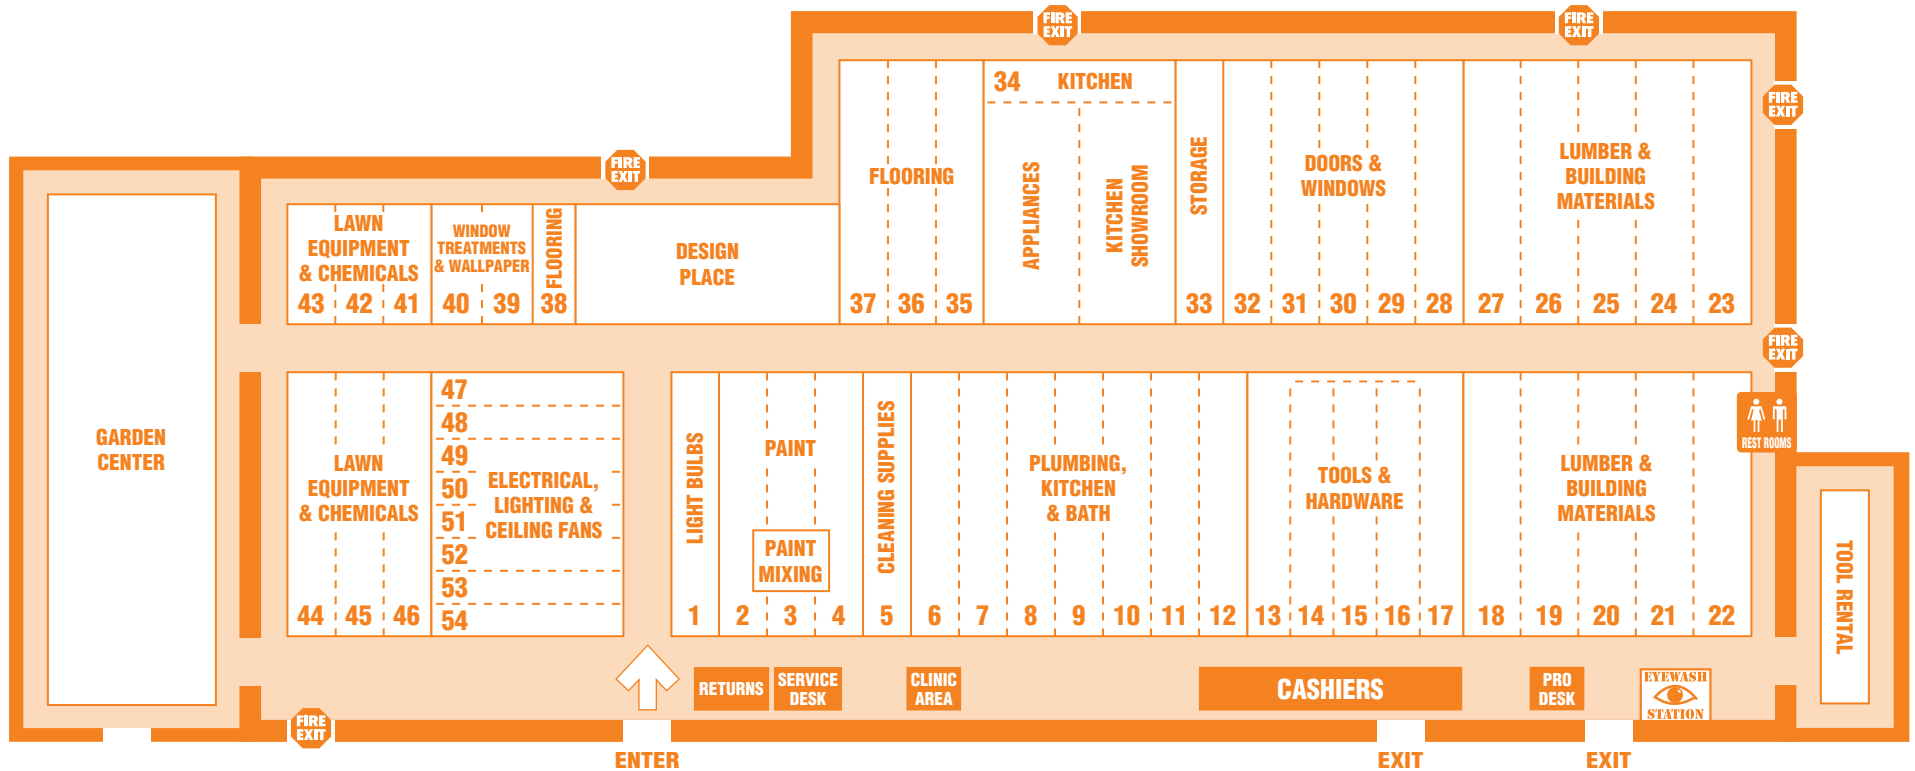 FIRE
EXIT
FIRE
EXIT
34 KITCHEN
FIRE
EXIT
FIRE
EXIT
FLOORING
APPLIANCES
KITCHEN
SHOWROOM
STORAGE
DOORS &
WINDOWS
LUMBER &
BUILDING
MATERIALS
LAWN
EQUIPMENT
& CHEMICALS
WINDOW
TREATMENTS
& WALLPAPER
FLOORING
DESIGN
PLACE
43 42 41 40 39 38 37 36 35 33 32 31 30 29 28 27 26 25 24 23
FIRE
EXIT
GARDEN
CENTER
LAWN
EQUIPMENT
& CHEMICALS
44 45 46
47
48
49
50
51
52
53
54
ELECTRICAL,
LIGHTING &
CEILING FANS
LIGHT BULBS
PAINT
PAINT
MIXING
CLEANING SUPPLIES
PLUMBING,
KITCHEN
& BATH
TOOLS &
HARDWARE
LUMBER &
BUILDING
MATERIALS
REST ROOMS
TOOL RENTAL
1 2 3 4 5 6 7 8 9 10 11 12 13 14 15 16 17 18 19 20 21 22
RETURNS
SERVICE
DESK
CLINIC
AREA
CASHIERS
PRO
DESK
EYEWASH
STATION
FIRE
EXIT
ENTER
EXIT
EXIT